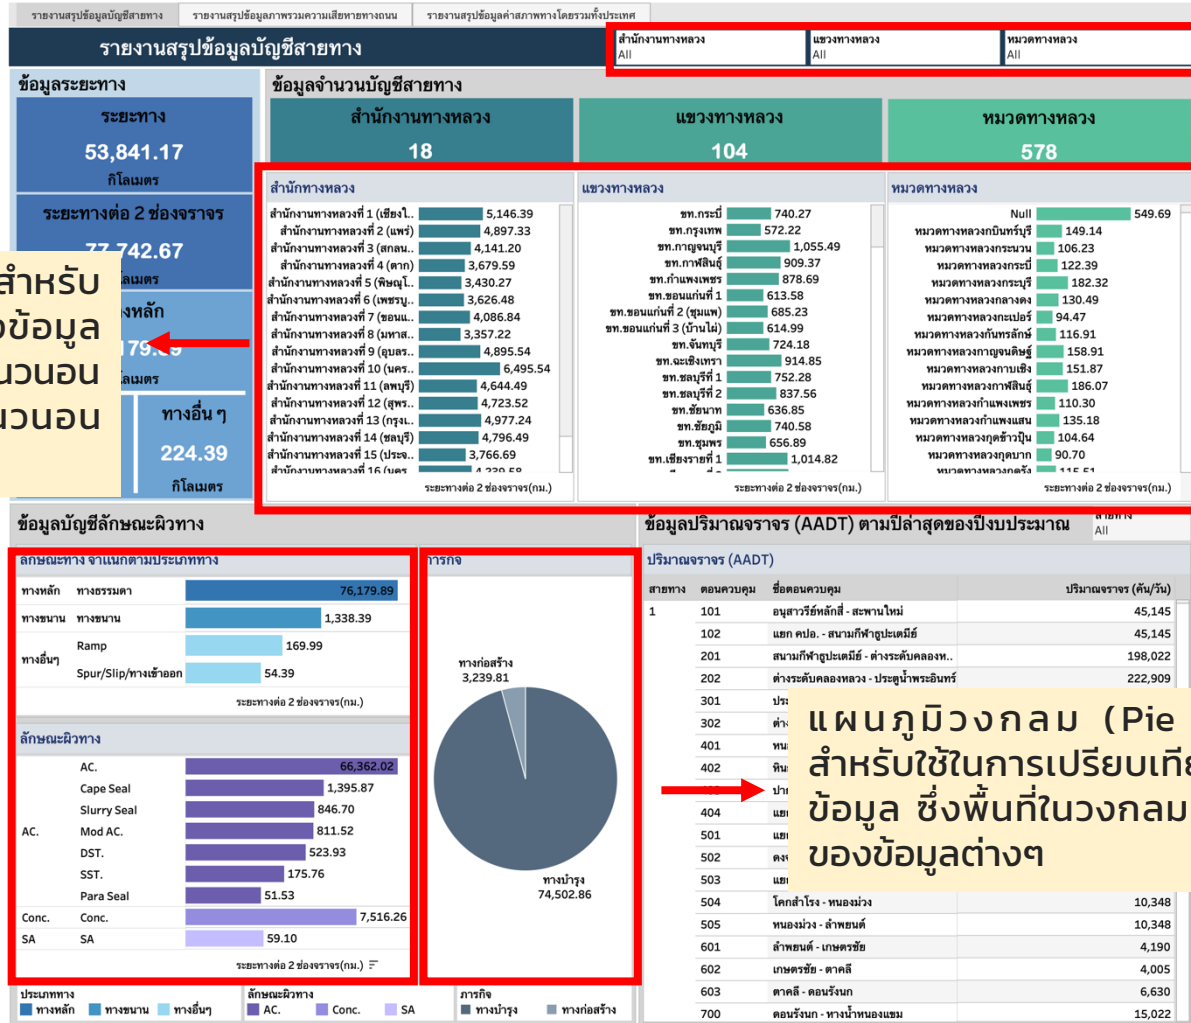 รายงานสรุปข้อมูลบัญชีสายทาง
รายงานสรุปข้อมูลภาพรวมความเสียหายทางถนน
รายงานสรุปข้อมูลค่าสภาพทางโดยรวมทั้งประเทศ
รายงานสรุปข้อมูลบัญชีสายทาง
สำนักงานทางหลวง
All
แขวงทางหลวง
All
หมวดทางหลวง
All
ข้อมูลระยะทาง
ระยะทาง
53,841.17
กิโลเมตร
ระยะทางต่อ 2 ช่องจราจร
77,742.67
ทางอื่น ๆ
224.39
กิโลเมตร
สำหรับ
ข้อมูล
ข้อมูลจำนวนบัญชีสายทาง
สำนักงานทางหลวง
18
แขวงทางหลวง
104
หมวดทางหลวง
578
สำนักทางหลวง
สำนักงานทางหลวงที่ 1 (เชียงใ.. 5,146.39
สำนักงานทางหลวงที่ 2 (แพร่) 4,897.33
สำนักงานทางหลวงที่ 3 (สกลน.. 4,141.20
สำนักงานทางหลวงที่ 4 (ตาก) 3,679.59
สำนักงานทางหลวงที่ 5 (พิษณุโ.. 3,430.27
สำนักงานทางหลวงที่ 6 (เพชรบู.. 3,626.48
สำนักงานทางหลวงที่ 7 (ขอนแ.. 4,086.84
สำนักงานทางหลวงที่ 8 (มหาส.. 3,357.22
สำนักงานทางหลวงที่ 9 (อุบลร.. 4,895.54
สำนักงานทางหลวงที่ 10 (นคร.. 6,495.54
สำนักงานทางหลวงที่ 11 (ลพบุรี) 4,644.49
สำนักงานทางหลวงที่ 12 (สุพร.. 4,723.52
สำนักงานทางหลวงที่ 13 (กรุงเ.. 4,977.24
สำนักงานทางหลวงที่ 14 (ชลบุรี) 4,796.49
สำนักงานทางหลวงที่ 15 (ประจ.. 3,766.69
สำนักงานทางหลวงที่ 16 (นคร 4,239.58
ระยะทางต่อ 2 ช่องจราจร(กม.)
แขวงทางหลวง
ขท.กระบี่ 740.27
ขท.กรุงเทพ 572.22
ขท.กาญจนบุรี 1,055.49
ขท.กาฬสินธุ์ 909.37
ขท.กำแพงเพชร 878.69
ขท.ขอนแก่นที่ 1 613.58
ขท.ขอนแก่นที่ 2 (ชุมแพ) 685.23
ขท.ขอนแก่นที่ 3 (บ้านไผ่) 614.99
ขท.จันทบุรี 724.18
ขท.ฉะเชิงเทรา 914.85
ขท.ชลบุรีที่ 1 752.28
ขท.ชลบุรีที่ 2 837.56
ขท.ชัยนาท 636.85
ขท.ชัยภูมิ 740.58
ขท.ชุมพร 656.89
ขท.เชียงรายที่ 1 1,014.82
ระยะทางต่อ 2 ช่องจราจร(กม.)
หมวดทางหลวง
Null 549.69
หมวดทางหลวงกบินทร์บุรี 149.14
หมวดทางหลวงกระนวน 106.23
หมวดทางหลวงกระบี่ 122.39
หมวดทางหลวงกระบุรี 182.32
หมวดทางหลวงกลางดง 130.49
หมวดทางหลวงกะเปอร์ 94.47
หมวดทางหลวงกันทรลักษ์ 116.91
หมวดทางหลวงกาญจนดิษฐ์ 158.91
หมวดทางหลวงกาบเชิง 151.87
หมวดทางหลวงกาฬสินธุ์ 186.07
หมวดทางหลวงกำแพงเพชร 110.30
หมวดทางหลวงกำแพงแสน 135.18
หมวดทางหลวงกุดข้าวปุ้น 104.64
หมวดทางหลวงกุดบาก 90.70
หมวดทางหลวงกุดรัง 115.51
ระยะทางต่อ 2 ช่องจราจร(กม.)
ข้อมูลบัญชีลักษณะผิวทาง
ลักษณะทาง จำแนกตามประเภททาง
ทางหลัก ทางธรรมดา 76,179.89
ทางขนาน ทางขนาน 1,338.39
ทางอื่นๆ Ramp 169.99
Spur/Slip/ทางเข้าออก 54.39
ระยะทางต่อ 2 ช่องจราจร(กม.)
ลักษณะผิวทาง
AC. AC. 66,362.02
Cape Seal 1,395.87
Slurry Seal 846.70
Mod AC. 811.52
DST. 523.93
SST. 175.76
Para Seal 51.53
Conc. Conc. 7,516.26
SA SA 59.10
ระยะทางต่อ 2 ช่องจราจร(กม.)
ภารกิจ
ทางก่อสร้าง
3,239.81
ทางบำรุง
74,502.86
ประเภททาง
ทางหลัก ทางขนาน ทางอื่นๆ
ลักษณะผิวทาง
AC. Conc. SA
ภารกิจ
ทางบำรุง ทางก่อสร้าง
ข้อมูลปริมาณจราจร (AADT) ตามปีล่าสุดของปีงบประมาณ
สายทาง
All
ปริมาณจราจร (AADT)
สายทาง ตอนควบคุม ชื่อตอนควบคุม ปริมาณจราจร (คัน/วัน)
1 101 อนุสาวรีย์หลักสี่ - สะพานใหม่ 45,145
102 แยก คปอ. - สนามกีฬาธูปะเตมีย์ 45,145
201 สนามกีฬาธูปะเตมีย์ - ต่างระดับคลองห.. 198,022
202 ต่างระดับคลองหลวง - ประตูน้ำพระอินทร์ 222,909
301
302
401
402
404
501
502
503
504 โคกสำโรง - หนองม่วง 10,348
505 หนองม่วง - ลำพยนต์ 10,348
601 ลำพยนต์ - เกษตรชัย 4,190
602 เกษตรชัย - ตาคลี 4,005
603 ตาคลี - ดอนรังนก 6,630
700 ดอนรังนก - ทางน้ำหนองแขม 15,022
แผนภูมิวงกลม (Pie
สำหรับใช้ในการเปรียบเที
ข้อมูล ซึ่งพื้นที่ในวงกลม
ของข้อมูลต่างๆ